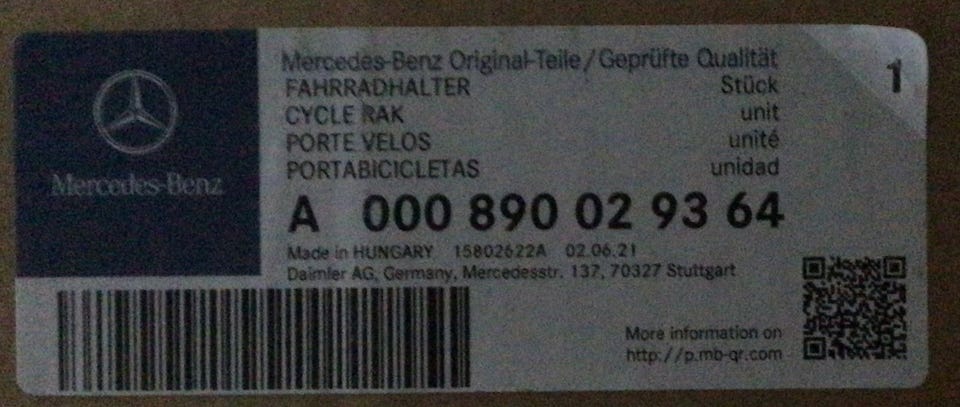 Mercedes-Benz
Mercedes-Benz Original-Teile/Geprüfte Qualität
FAHRRADHALTER Stück
CYCLE RAK unit
PORTE VELOS unité
PORTABICICLETAS unidad
1
A 000 890 02 93 64
Made in HUNGARY 15802622A 02.06.21
Daimler AG, Germany, Mercedesstr. 137, 70327 Stuttgart
More information on
http://p.mb-qr.com